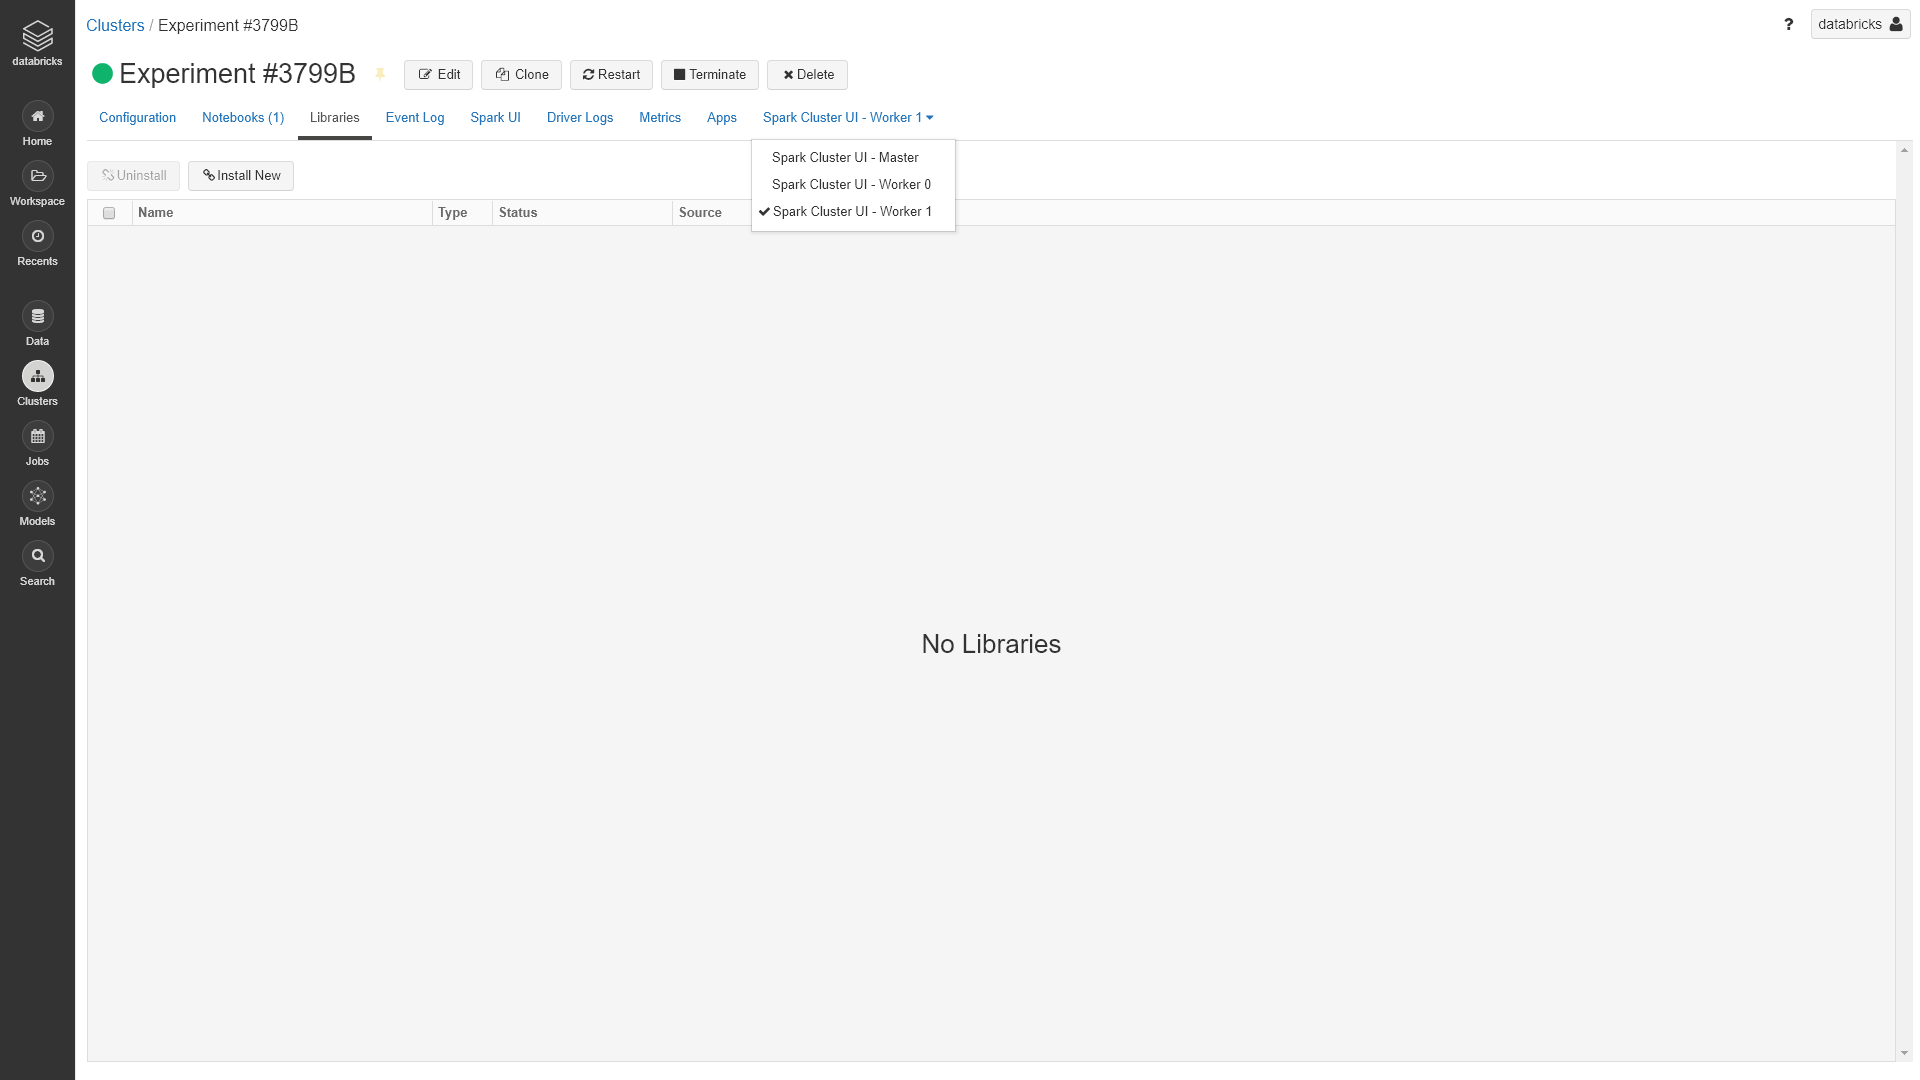 databricks
Home
Workspace
Recents
Data
Clusters
Jobs
Models
Search
Clusters / Experiment #3799B
? databricks
Experiment #3799B Edit Clone Restart Terminate Delete
Configuration Notebooks (1) Libraries Event Log Spark UI Driver Logs Metrics Apps Spark Cluster UI - Worker 1
Spark Cluster UI - Master
Spark Cluster UI - Worker 0
Spark Cluster UI - Worker 1
Uninstall Install New
Name Type Status Source
No Libraries